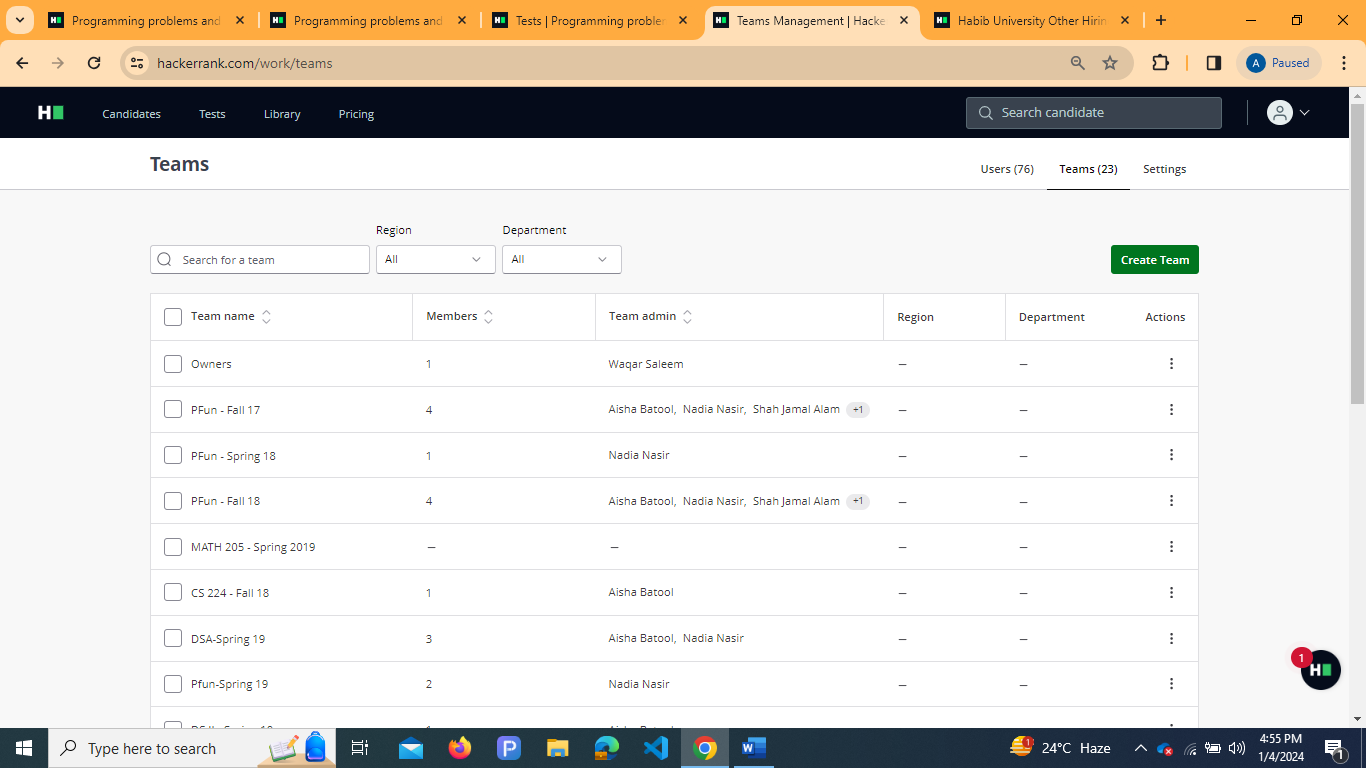 Programming problems and
Programming problems and
Tests | Programming problem
Teams Management | Hacke
Habib University Other Hirin
hackerrank.com/work/teams
A Paused
H
Candidates
Tests
Library
Pricing
Search candidate
Teams
Users (76)
Teams (23)
Settings
Region
Department
Search for a team
All
All
Create Team
Team name Members Team admin Region Department Actions
Owners 1 Waqar Saleem — —
PFun - Fall 17 4 Aisha Batool, Nadia Nasir, Shah Jamal Alam +1 — —
PFun - Spring 18 1 Nadia Nasir — —
PFun - Fall 18 4 Aisha Batool, Nadia Nasir, Shah Jamal Alam +1 — —
MATH 205 - Spring 2019 — — — —
CS 224 - Fall 18 1 Aisha Batool — —
DSA-Spring 19 3 Aisha Batool, Nadia Nasir — —
Pfun-Spring 19 2 Nadia Nasir — —
1
H
Type here to search
1
24°C Haze
4:55 PM
1/4/2024
1